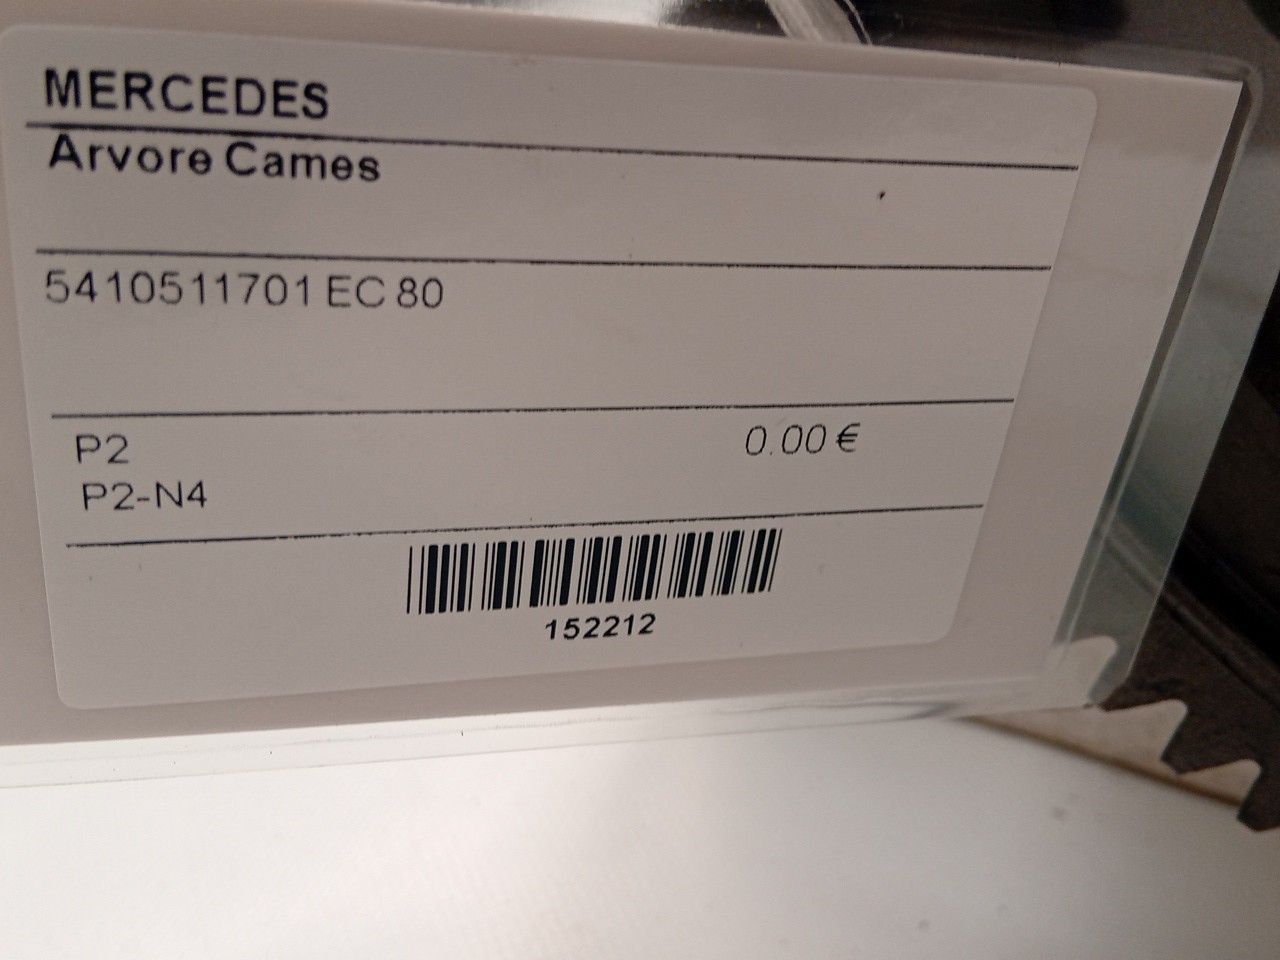 MERCEDES
Arvore Cames
5410511701 EC 80
P2
0.00 €
P2-N4
152212